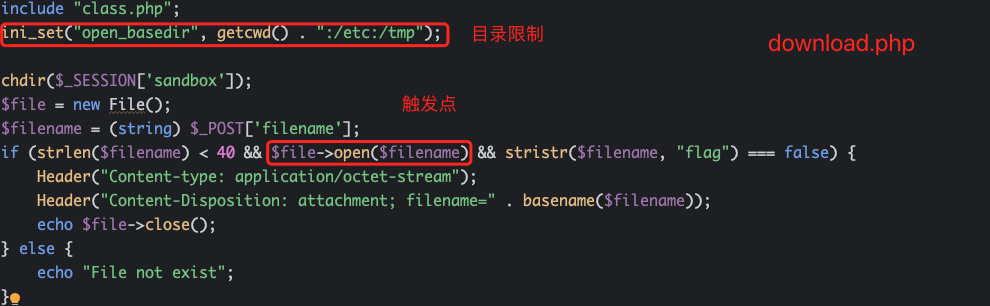 include "class.php";
ini_set("open_basedir", getcwd() . ":/etc:/tmp");
目录限制
download.php
chdir($_SESSION['sandbox']);
$file = new File();
触发点
$filename = (string) $_POST['filename'];
if (strlen($filename) < 40 && $file->open($filename) && stristr($filename, "flag") === false) {
    Header("Content-type: application/octet-stream");
    Header("Content-Disposition: attachment; filename=" . basename($filename));
    echo $file->close();
} else {
    echo "File not exist";
}